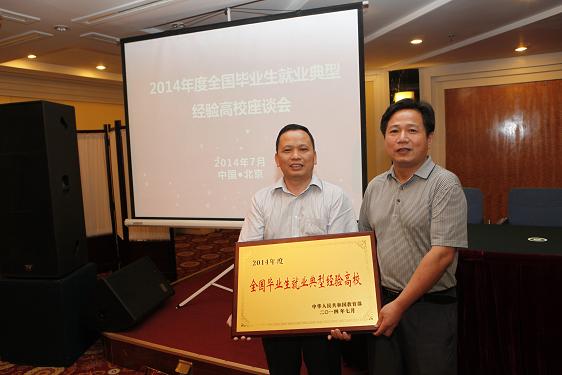 2014年度全国毕业生就业典型
经验高校座谈会
2014年7月
中国•北京
2014年度
全国毕业生就业典型经验高校
中华人民共和国教育部
二〇一四年七月